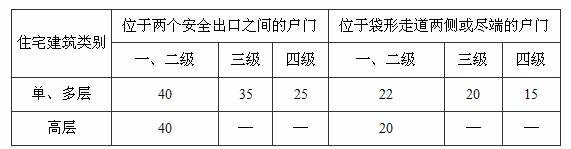 住宅建筑类别 位于两个安全出口之间的户门 位于袋形走道两侧或尽端的户门
一、二级 三级 四级 一、二级 三级 四级
单、多层 40 35 25 22 20 15
高层 40 — — 20 — —